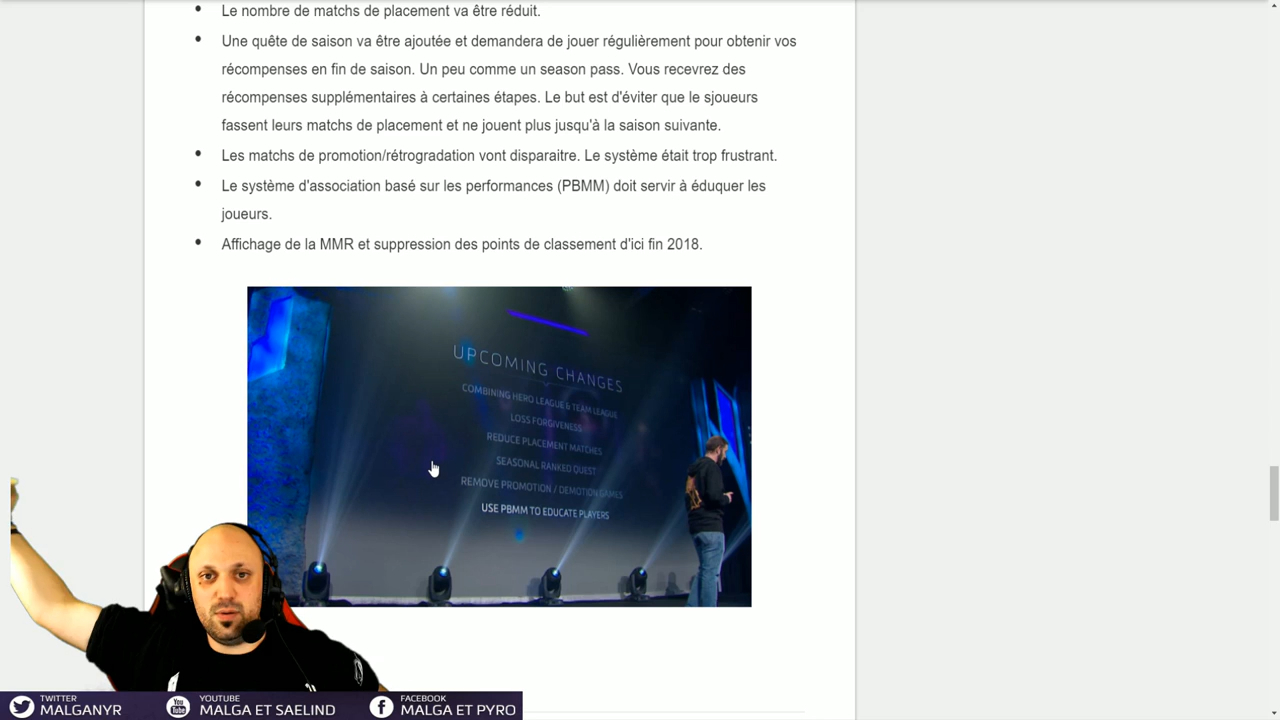 Le nombre de matchs de placement va être réduit.
Une quête de saison va être ajoutée et demandera de jouer régulièrement pour obtenir vos
récompenses en fin de saison. Un peu comme un season pass. Vous recevrez des
récompenses supplémentaires à certaines étapes. Le but est d'éviter que le sjoueurs
fassent leurs matchs de placement et ne jouent plus jusqu'à la saison suivante.
Les matchs de promotion/rétrogradation vont disparaitre. Le système était trop frustrant.
Le système d'association basé sur les performances (PBMM) doit servir à éduquer les
joueurs.
Affichage de la MMR et suppression des points de classement d'ici fin 2018.
UPCOMING CHANGES
COMBINING HERO LEAGUE & TEAM LEAGUE
LOSS FORGIVENESS
REDUCE PLACEMENT MATCHES
SEASONAL RANKED QUEST
REMOVE PROMOTION / DEMOTION GAMES
USE PBMM TO EDUCATE PLAYERS
TWITTER
MALGANYR
You
Tube
YOUTUBE
MALGA ET SAELIND
FACEBOOK
MALGA ET PYRO